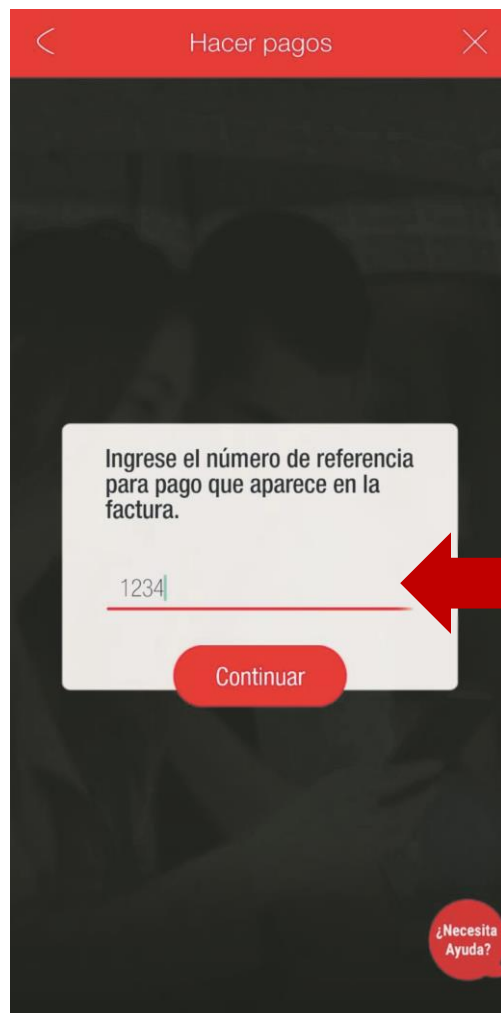 Hacer pagos
Ingrese el número de referencia
para pago que aparece en la
factura.
1234
Continuar
¿Necesita
Ayuda?